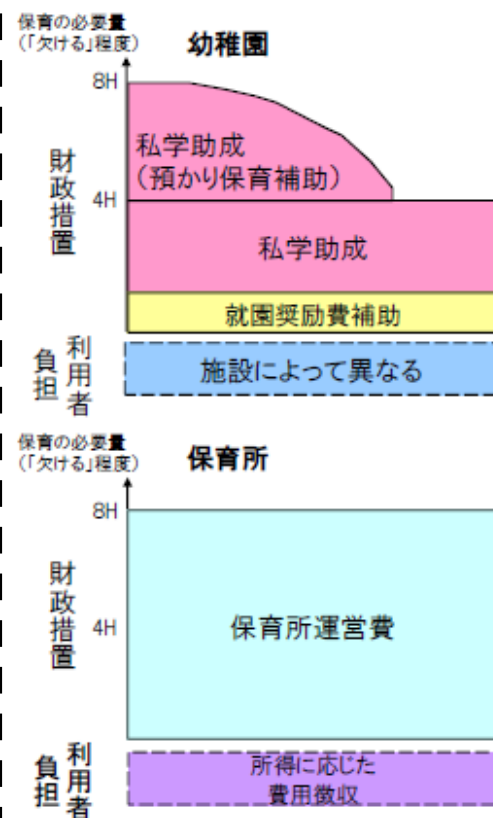 保育の必要量
(「欠ける」程度)
幼稚園
8H
私学助成
(預かり保育補助)
財政措置
4H
私学助成
就園奨励費補助
利用者
負担
施設によって異なる
保育の必要量
(「欠ける」程度)
保育所
8H
財政措置
4H
保育所運営費
利用者
負担
所得に応じた
費用徴収